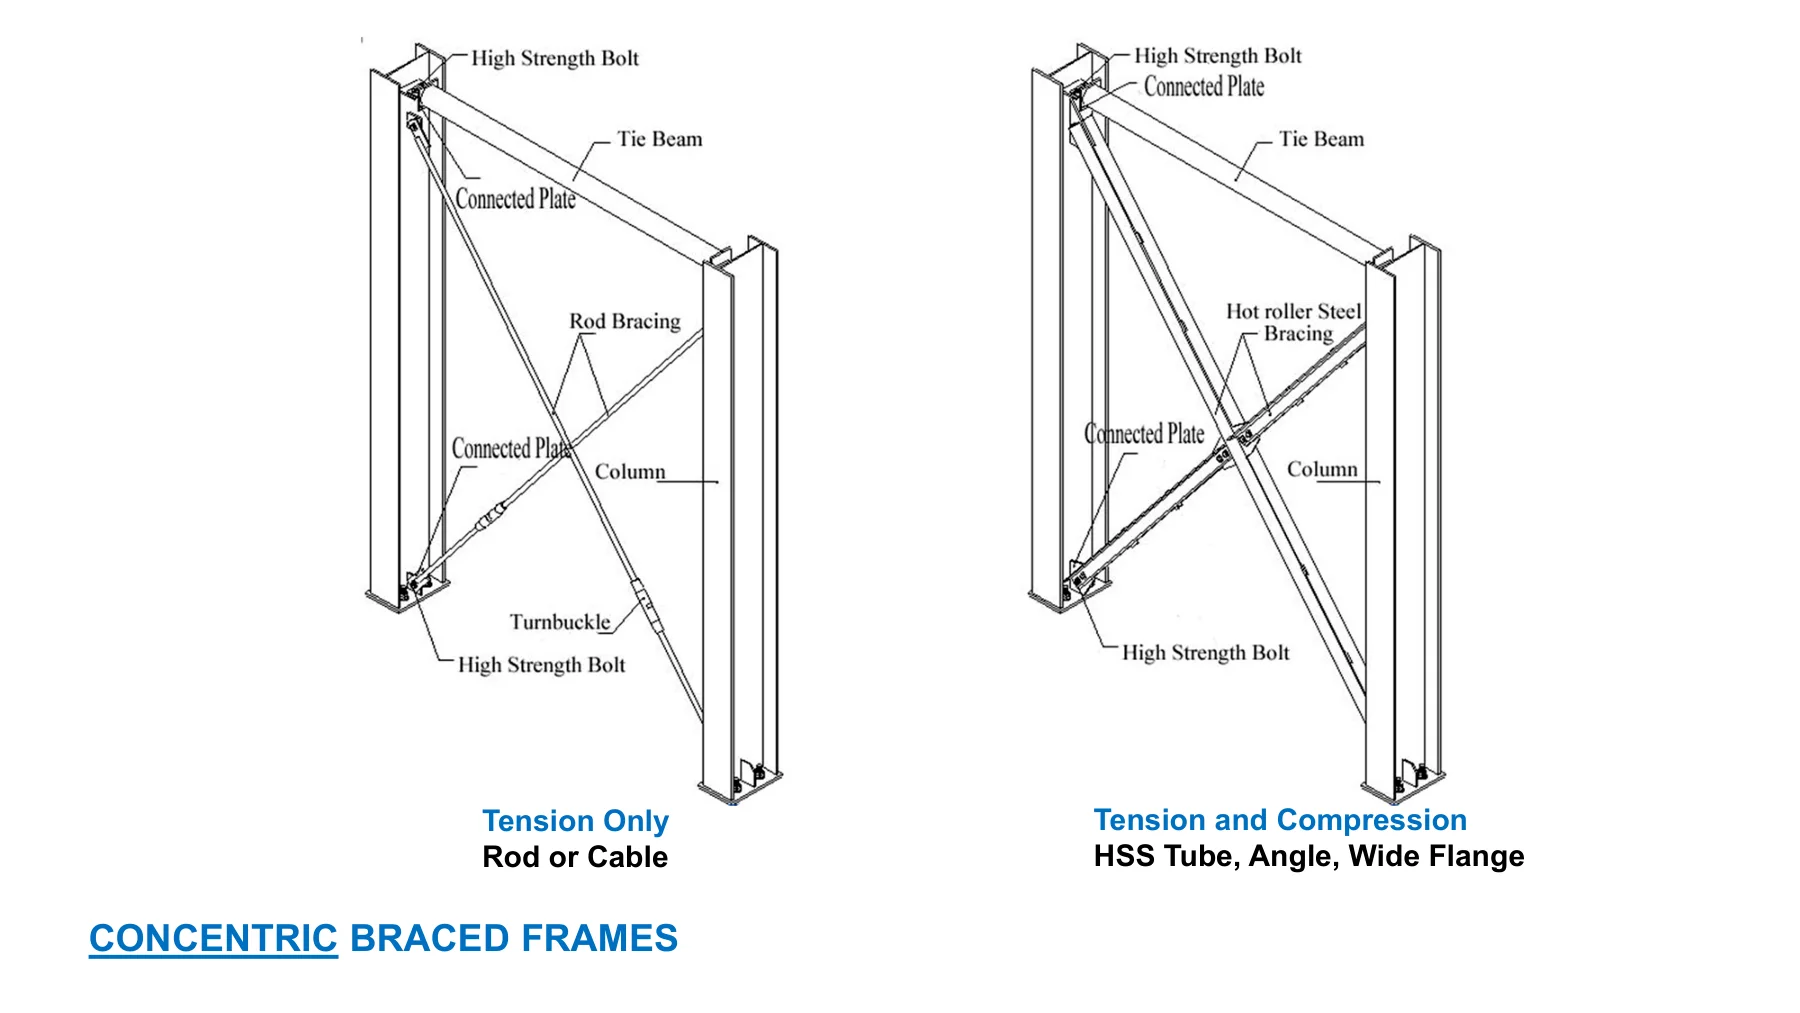 High Strength Bolt
Tie Beam
Connected Plate
Rod Bracing
Connected Plate
Column
Turnbuckle
High Strength Bolt
Tension Only
Rod or Cable
High Strength Bolt
Connected Plate
Tie Beam
Hot roller Steel
Bracing
Connected Plate
Column
High Strength Bolt
Tension and Compression
HSS Tube, Angle, Wide Flange
CONCENTRIC BRACED FRAMES